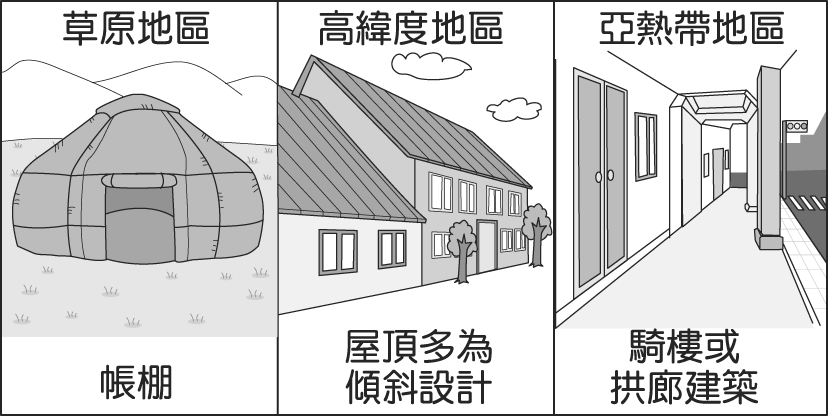 草原地區
帳棚
高緯度地區
屋頂多為
傾斜設計
亞熱帶地區
騎樓或
拱廊建築